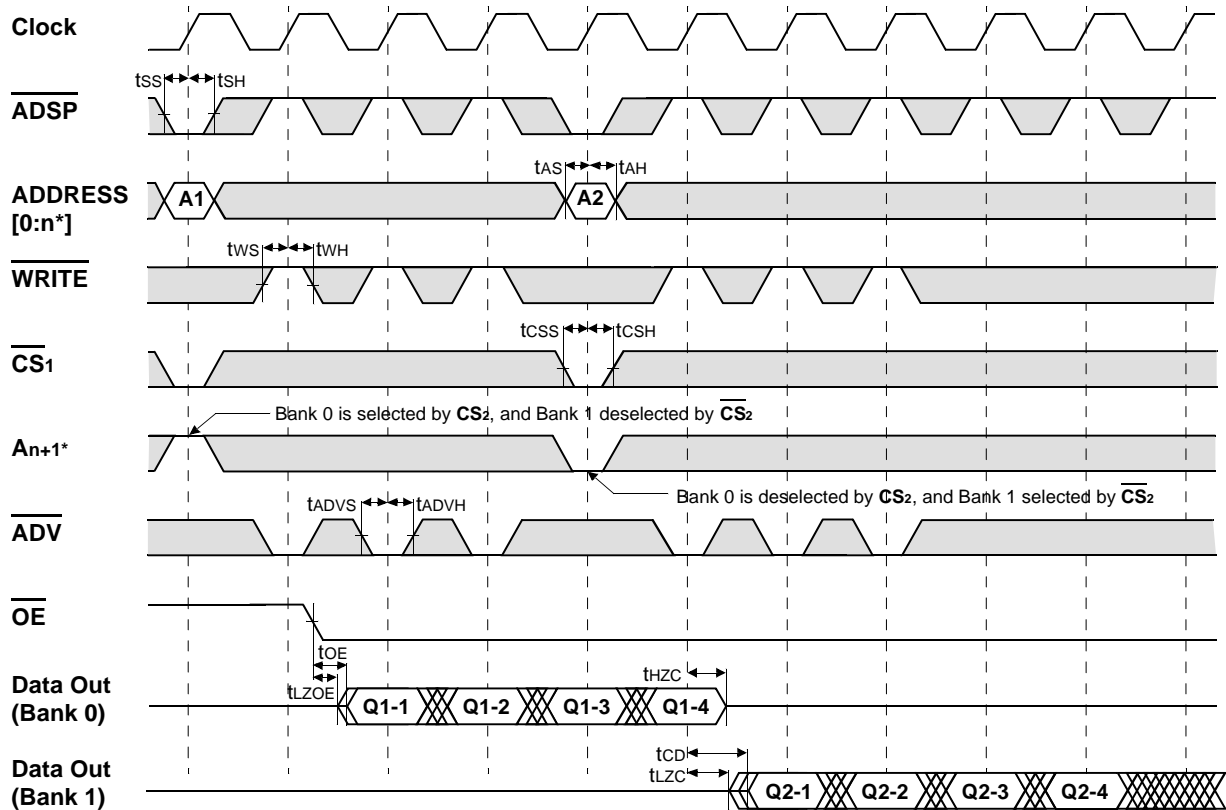 Clock
tSS tSH
ADSP
tAS tAH
ADDRESS
[0:n*]
A1 A2
tWS tWH
WRITE
tCSS tCSH
CS1
Bank 0 is selected by CS2, and Bank 1 deselected by CS2
An+1*
Bank 0 is deselected by CS2, and Bank 1 selected by CS2
tADVS tADVH
ADV
OE
tOE
tHZC
tLZOE
Data Out
(Bank 0)
Q1-1 Q1-2 Q1-3 Q1-4
tCD
tLZC
Data Out
(Bank 1)
Q2-1 Q2-2 Q2-3 Q2-4